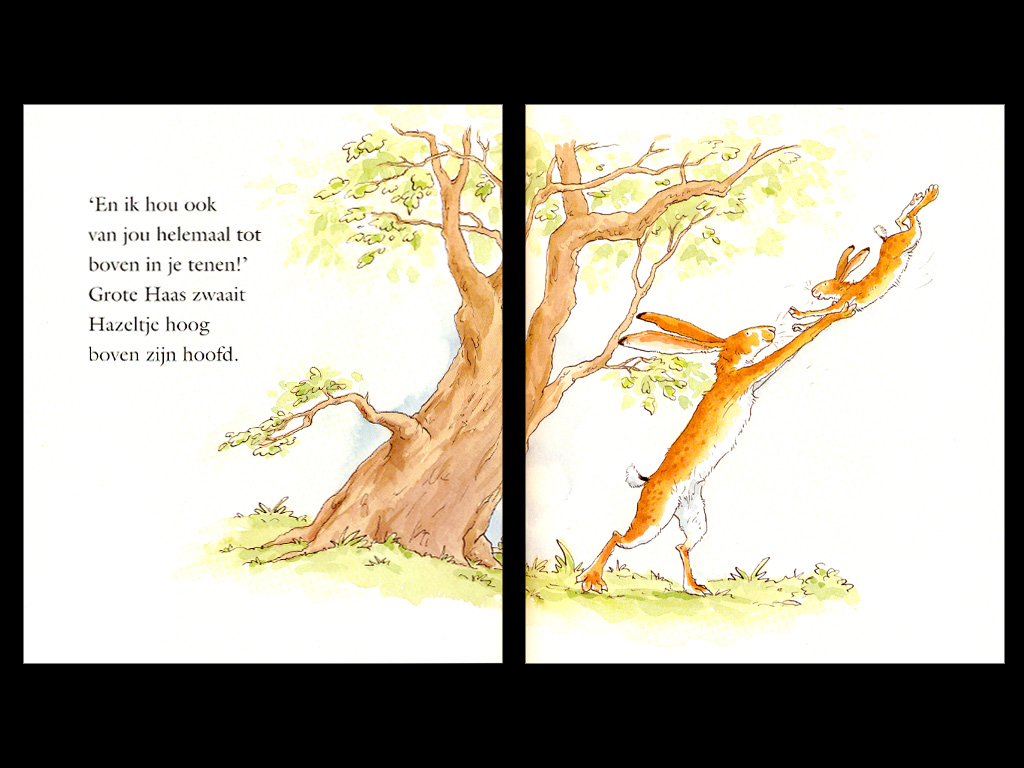 ‘En ik hou ook
van jou helemaal tot
boven in je tenen!’
Grote Haas zwaait
Hazeltje hoog
boven zijn hoofd.